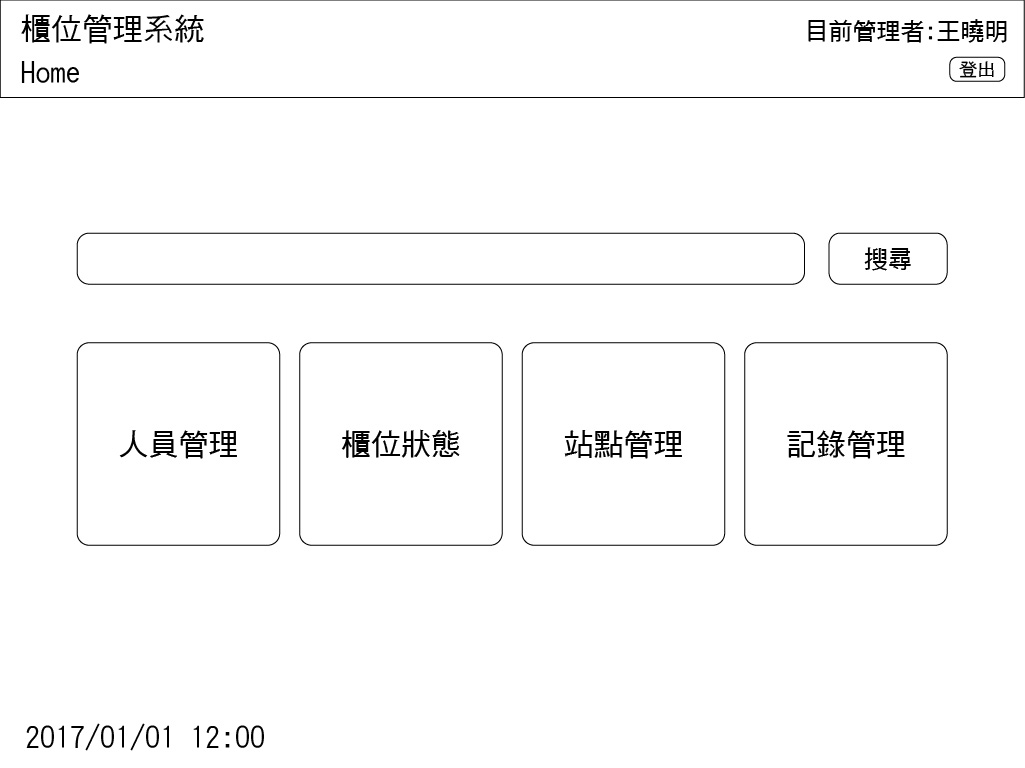 櫃位管理系統
目前管理者:王曉明
Home
登出
搜尋
人員管理
櫃位狀態
站點管理
記錄管理
2017/01/01 12:00